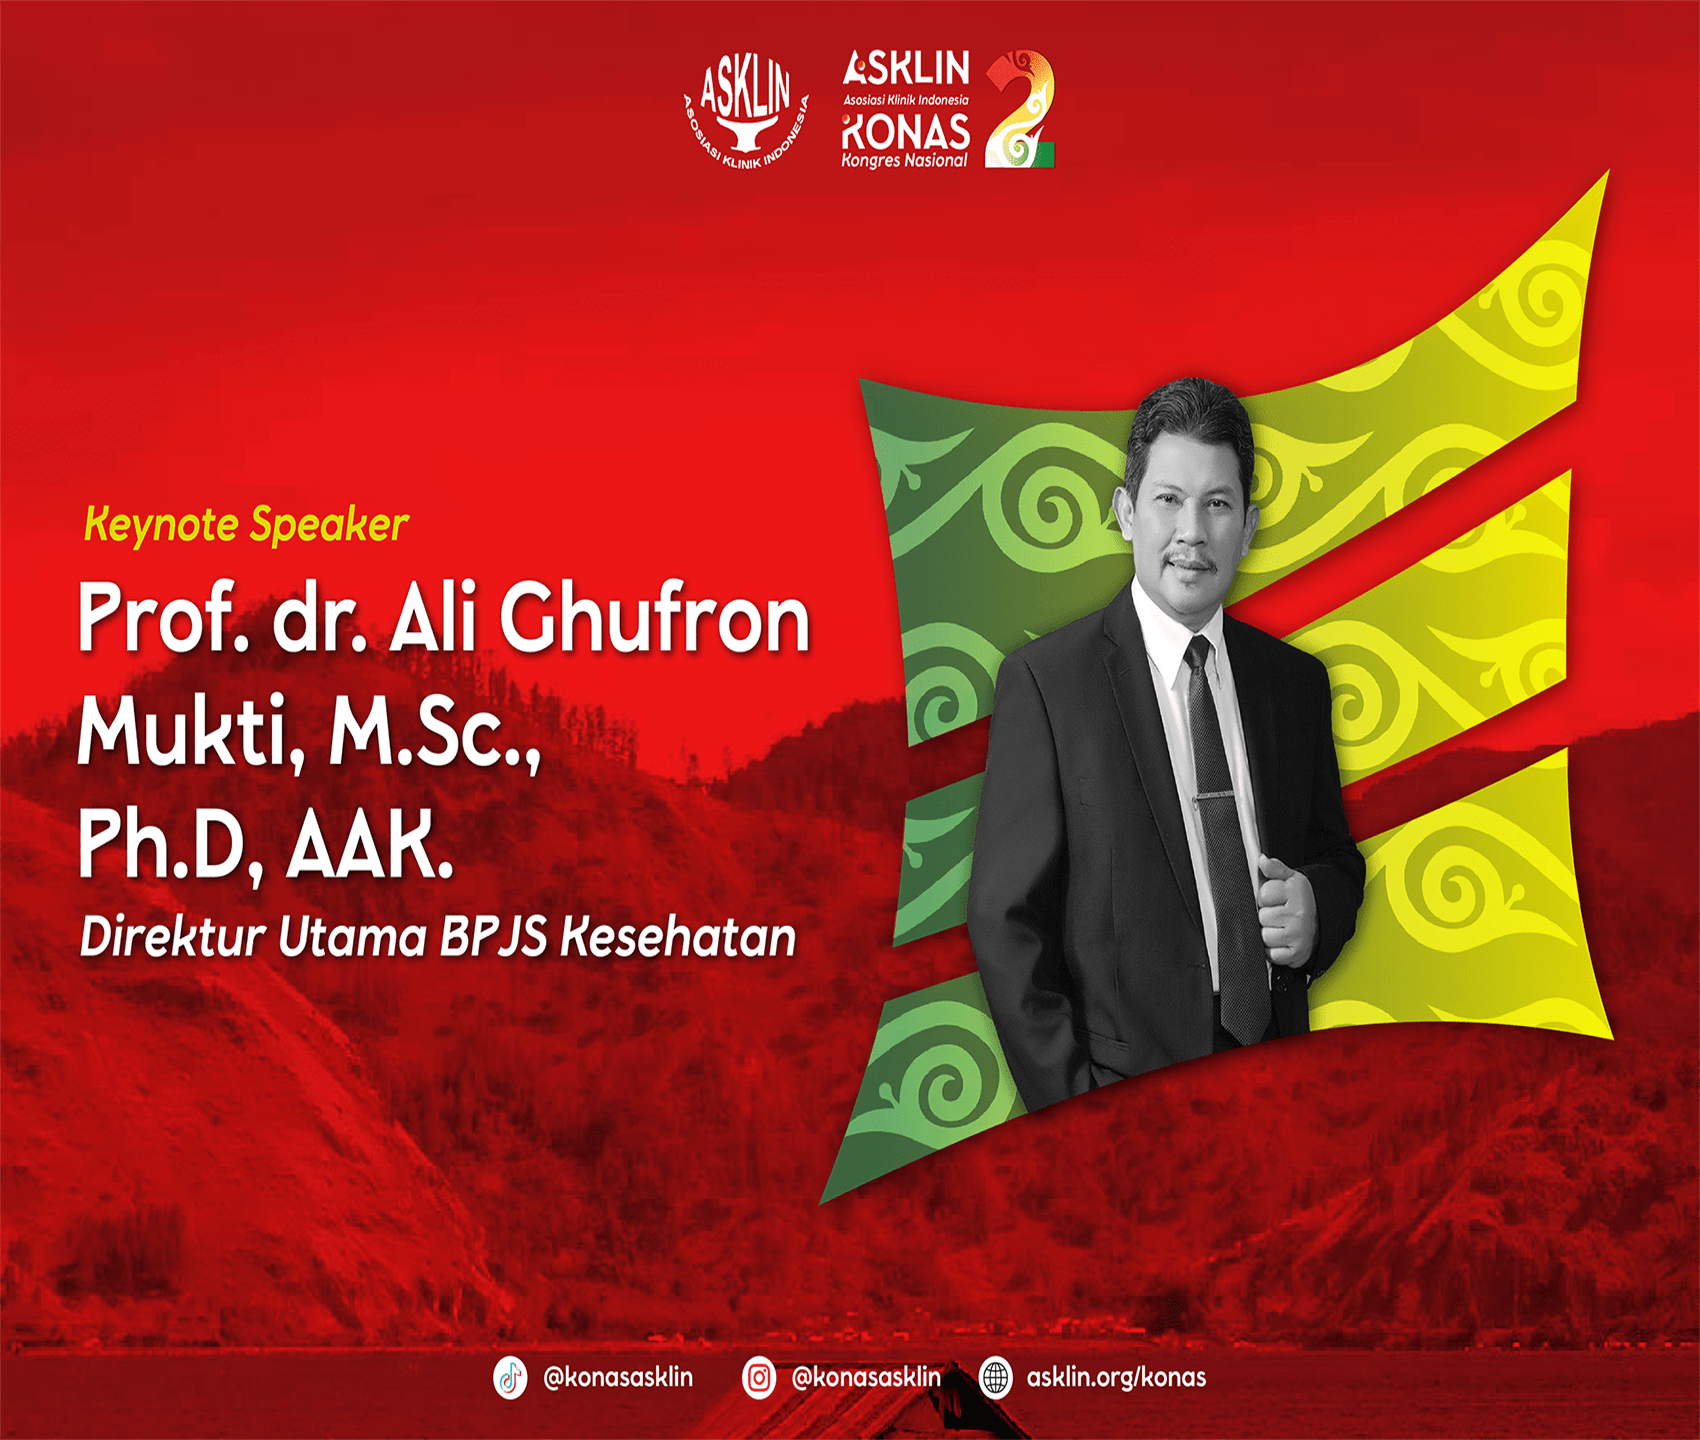 ASKLIN
ASOSIASI KLINIK INDONESIA
ASKLIN
Asosiasi Klinik Indonesia
KONAS
Kongres Nasional
2
Keynote Speaker
Prof. dr. Ali Ghufron
Mukti, M.Sc.,
Ph.D, AAK.
Direktur Utama BPJS Kesehatan
@konasasklin
@konasasklin
asklin.org/konas